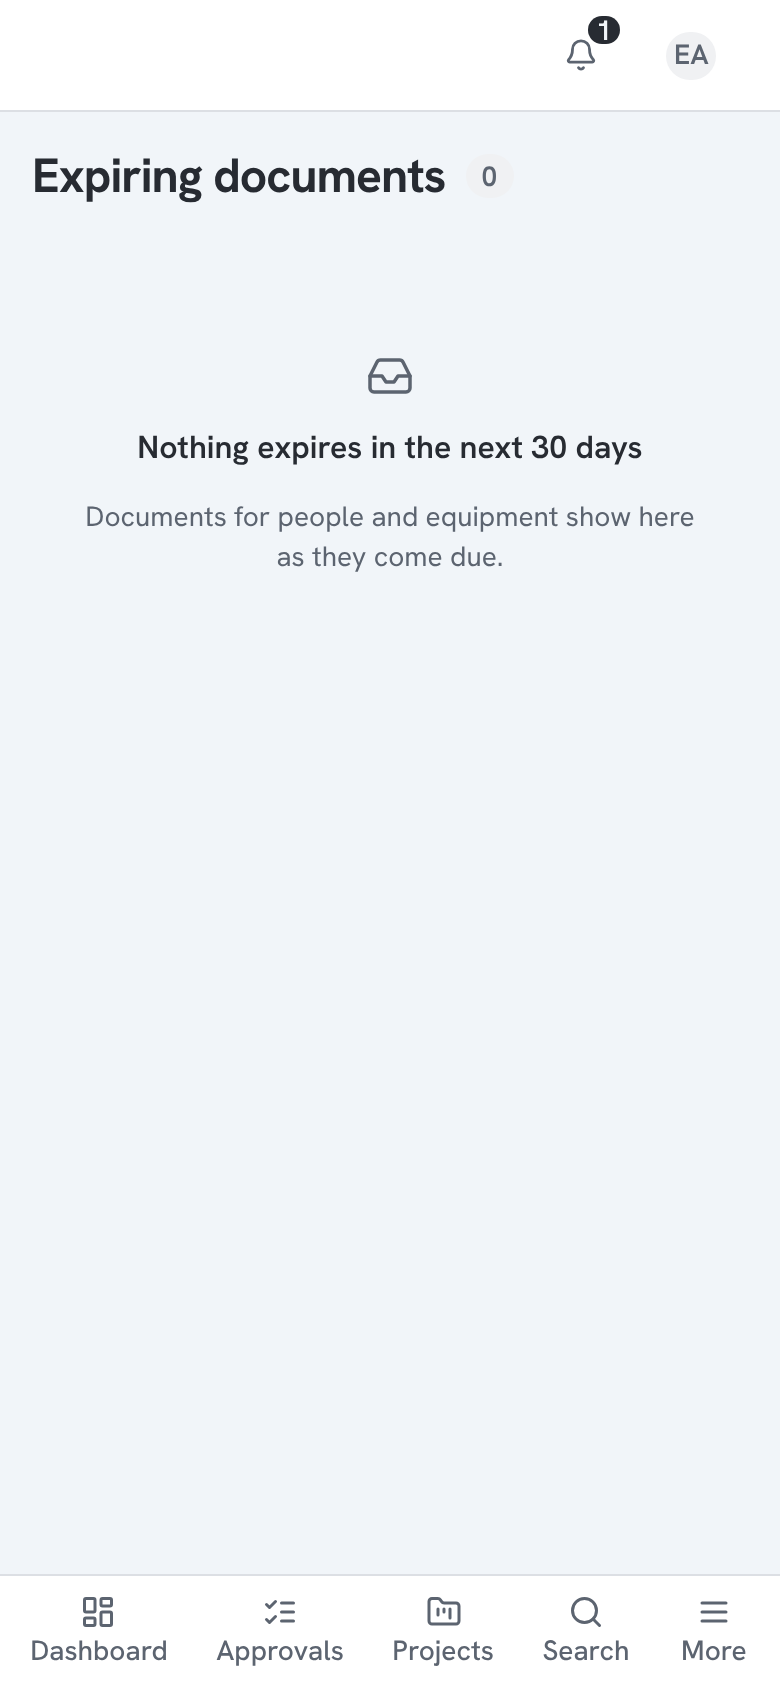 1
EA
Expiring documents 0
Nothing expires in the next 30 days
Documents for people and equipment show here
as they come due.
Dashboard Approvals Projects Search More